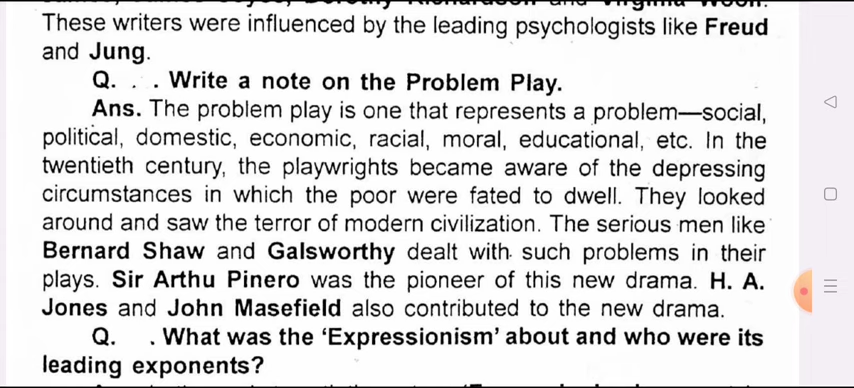 These writers were influenced by the leading psychologists like Freud
and Jung.
Q. . . Write a note on the Problem Play.
Ans. The problem play is one that represents a problem—social,
political, domestic, economic, racial, moral, educational, etc. In the
twentieth century, the playwrights became aware of the depressing
circumstances in which the poor were fated to dwell. They looked
around and saw the terror of modern civilization. The serious men like
Bernard Shaw and Galsworthy dealt with such problems in their
plays. Sir Arthu Pinero was the pioneer of this new drama. H. A.
Jones and John Masefield also contributed to the new drama.
Q. . What was the ‘Expressionism’ about and who were its
leading exponents?